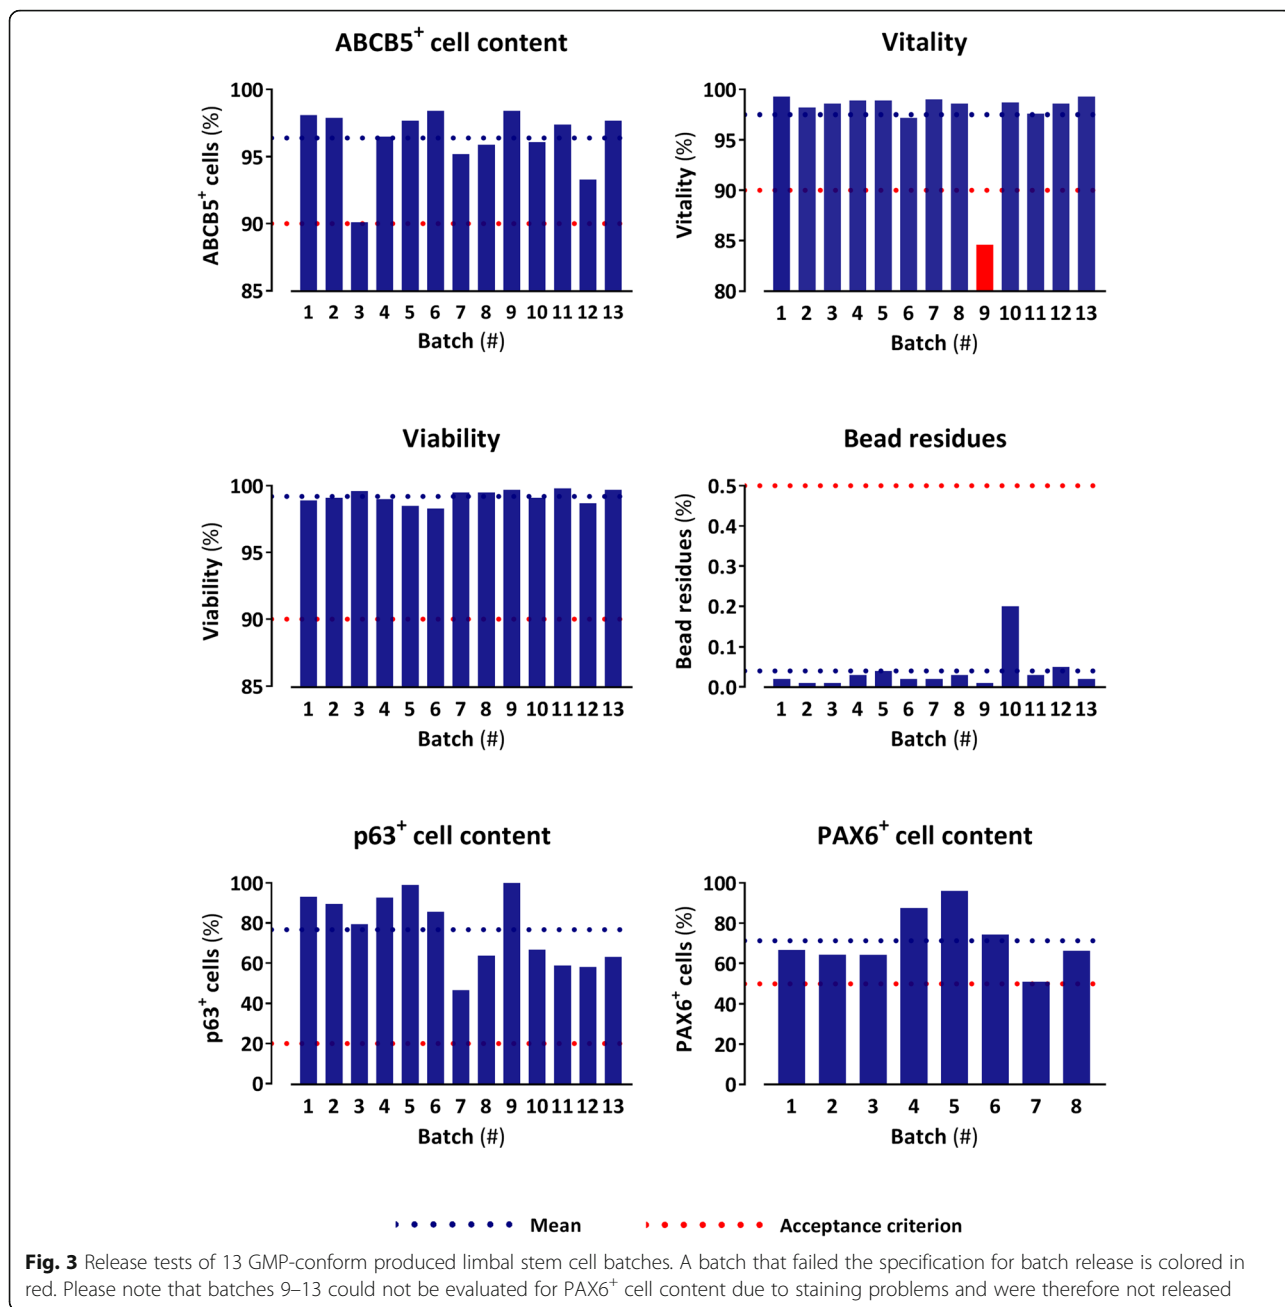 ABCB5+ cell content
ABCB5+ cells (%)
100
95
90
85
1 2 3 4 5 6 7 8 9 10 11 12 13
Batch (#)
Vitality
Vitality (%)
100
95
90
85
80
1 2 3 4 5 6 7 8 9 10 11 12 13
Batch (#)
Viability
Viability (%)
100
95
90
85
1 2 3 4 5 6 7 8 9 10 11 12 13
Batch (#)
Bead residues
Bead residues (%)
0.5
0.4
0.3
0.2
0.1
0.0
1 2 3 4 5 6 7 8 9 10 11 12 13
Batch (#)
p63+ cell content
p63+ cells (%)
100
80
60
40
20
0
1 2 3 4 5 6 7 8 9 10 11 12 13
Batch (#)
PAX6+ cell content
PAX6+ cells (%)
100
80
60
40
20
0
1 2 3 4 5 6 7 8
Batch (#)
Mean Acceptance criterion
Fig. 3 Release tests of 13 GMP-conform produced limbal stem cell batches. A batch that failed the specification for batch release is colored in
red. Please note that batches 9–13 could not be evaluated for PAX6+ cell content due to staining problems and were therefore not released